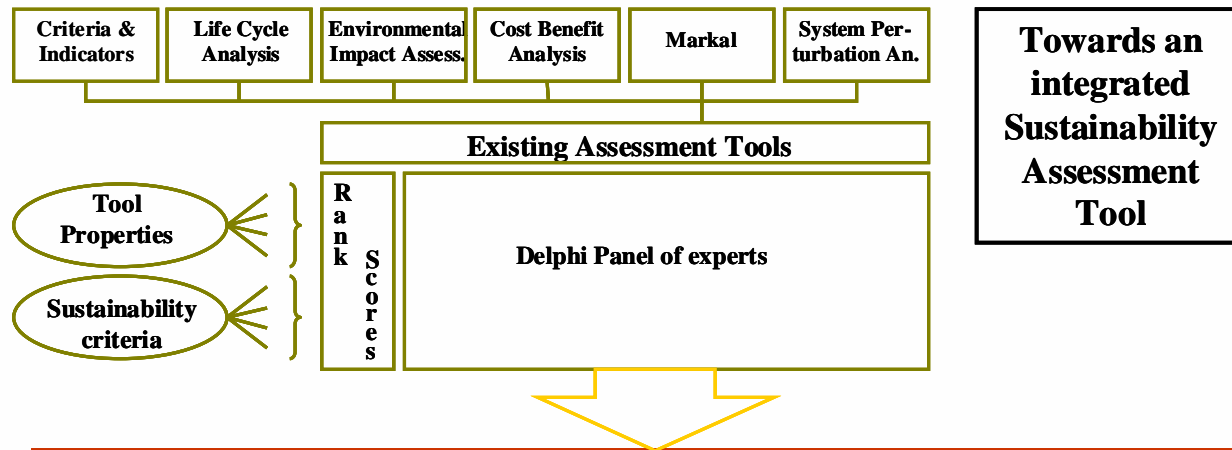 Criteria &
Indicators
Life Cycle
Analysis
Environmental
Impact Assess.
Cost Benefit
Analysis
Markal
System Per-
turbation An.
Towards an
integrated
Sustainability
Assessment
Tool
Existing Assessment Tools
Tool
Properties
Sustainability
criteria
Rank
Scores
Delphi Panel of experts